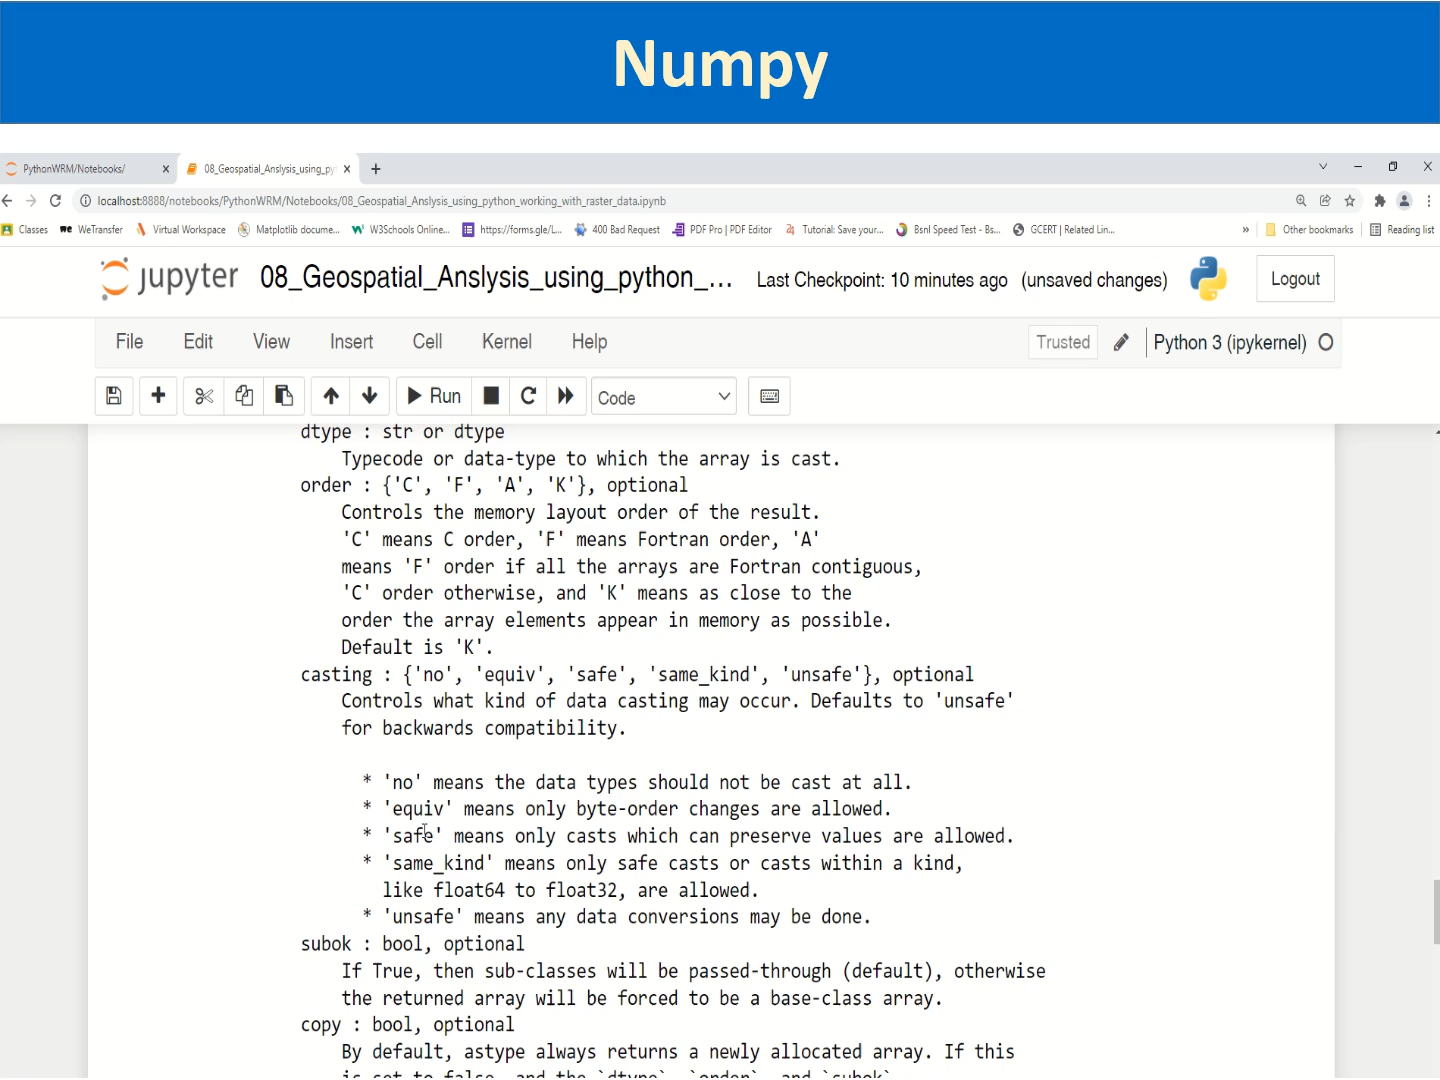 Numpy
PythonWRM/Notebooks/
08_Geospatial_Anslysis_using_py
localhost:8888/notebooks/PythonWRM/Notebooks/08_Geospatial_Anslysis_using_python_working_with_raster_data.ipynb
Classes WeTransfer Virtual Workspace Matplotlib docume... W3Schools Online... https://forms.gle/L... 400 Bad Request PDF Pro | PDF Editor Tutorial: Save your... Bsnl Speed Test - Bs... GCERT | Related Lin... » Other bookmarks Reading list
jupyter 08_Geospatial_Anslysis_using_python_... Last Checkpoint: 10 minutes ago (unsaved changes) Logout
File Edit View Insert Cell Kernel Help Trusted Python 3 (ipykernel)
Run Code
dtype : str or dtype
Typecode or data-type to which the array is cast.
order : {'C', 'F', 'A', 'K'}, optional
Controls the memory layout order of the result.
'C' means C order, 'F' means Fortran order, 'A'
means 'F' order if all the arrays are Fortran contiguous,
'C' order otherwise, and 'K' means as close to the
order the array elements appear in memory as possible.
Default is 'K'.
casting : {'no', 'equiv', 'safe', 'same_kind', 'unsafe'}, optional
Controls what kind of data casting may occur. Defaults to 'unsafe'
for backwards compatibility.
* 'no' means the data types should not be cast at all.
* 'equiv' means only byte-order changes are allowed.
* 'safe' means only casts which can preserve values are allowed.
* 'same_kind' means only safe casts or casts within a kind,
like float64 to float32, are allowed.
* 'unsafe' means any data conversions may be done.
subok : bool, optional
If True, then sub-classes will be passed-through (default), otherwise
the returned array will be forced to be a base-class array.
copy : bool, optional
By default, astype always returns a newly allocated array. If this
is set to false, and the `dtype`, `order`, and `subok`